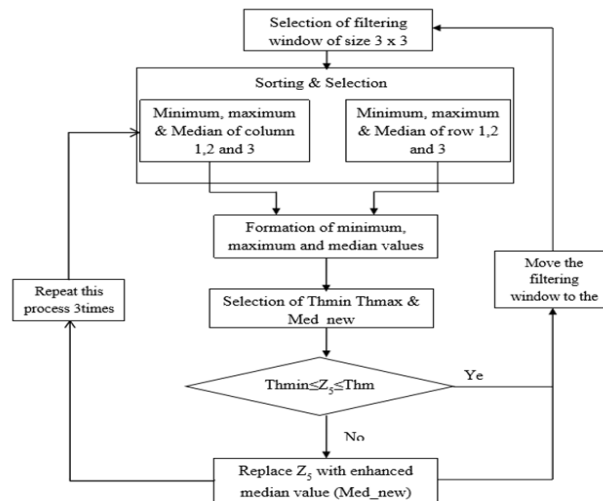 Selection of filtering
window of size 3 x 3
Sorting & Selection
Minimum, maximum
& Median of column
1,2 and 3
Minimum, maximum
& Median of row 1,2
and 3
Formation of minimum,
maximum and median values
Repeat this
process 3times
Move the
filtering
window to the
Selection of Thmin Thmax &
Med_new
Thmin≤Z₅≤Thm
Ye
No
Replace Z₅ with enhanced
median value (Med_new)